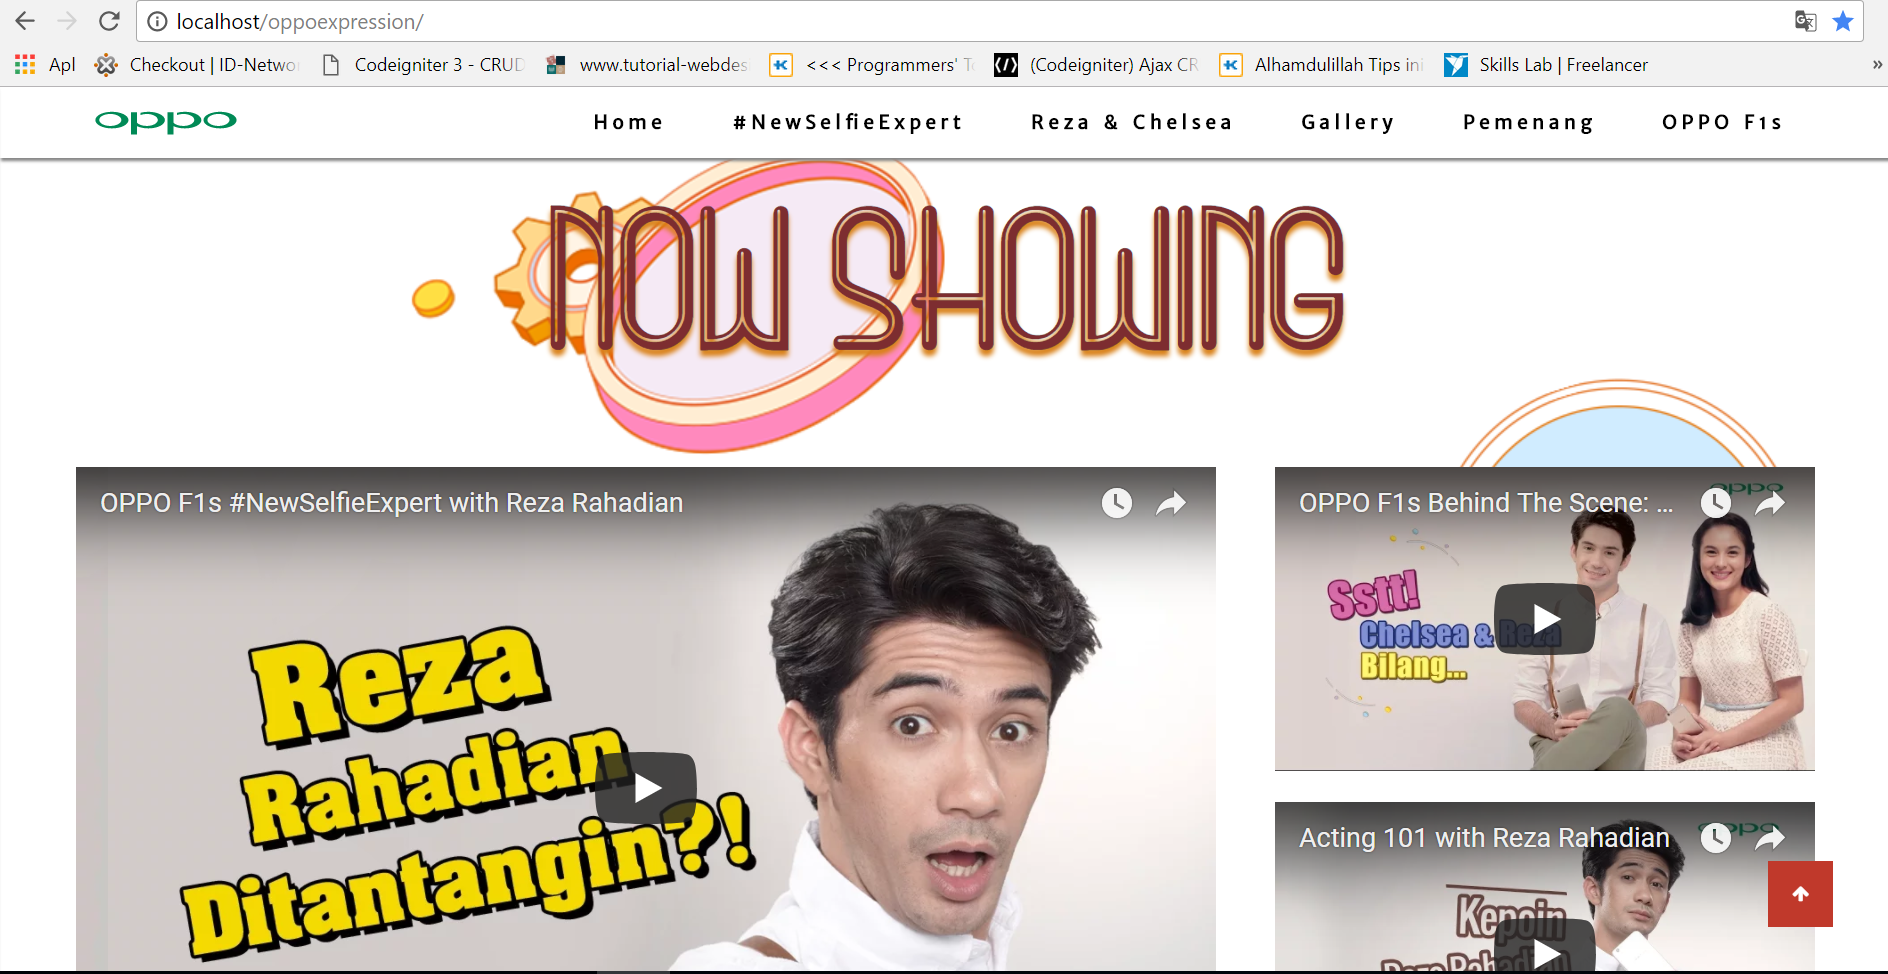 localhost/oppoexpression/
Apl
Checkout | ID-Netwo
Codeigniter 3 - CRUD
www.tutorial-webdes
<<< Programmers' T
(Codeigniter) Ajax CR
Alhamdulillah Tips ini
Skills Lab | Freelancer
»
oppo
Home
#NewSelfieExpert
Reza & Chelsea
Gallery
Pemenang
OPPO F1s
NOW SHOWING
OPPO F1s #NewSelfieExpert with Reza Rahadian
Reza
Rahadian
Ditantangin?!
OPPO F1s Behind The Scene: ...
oppo
Sstt!
Chelsea & Reza
Bilang...
Acting 101 with Reza Rahadian
oppo
Kepoin
Reza Rahadian